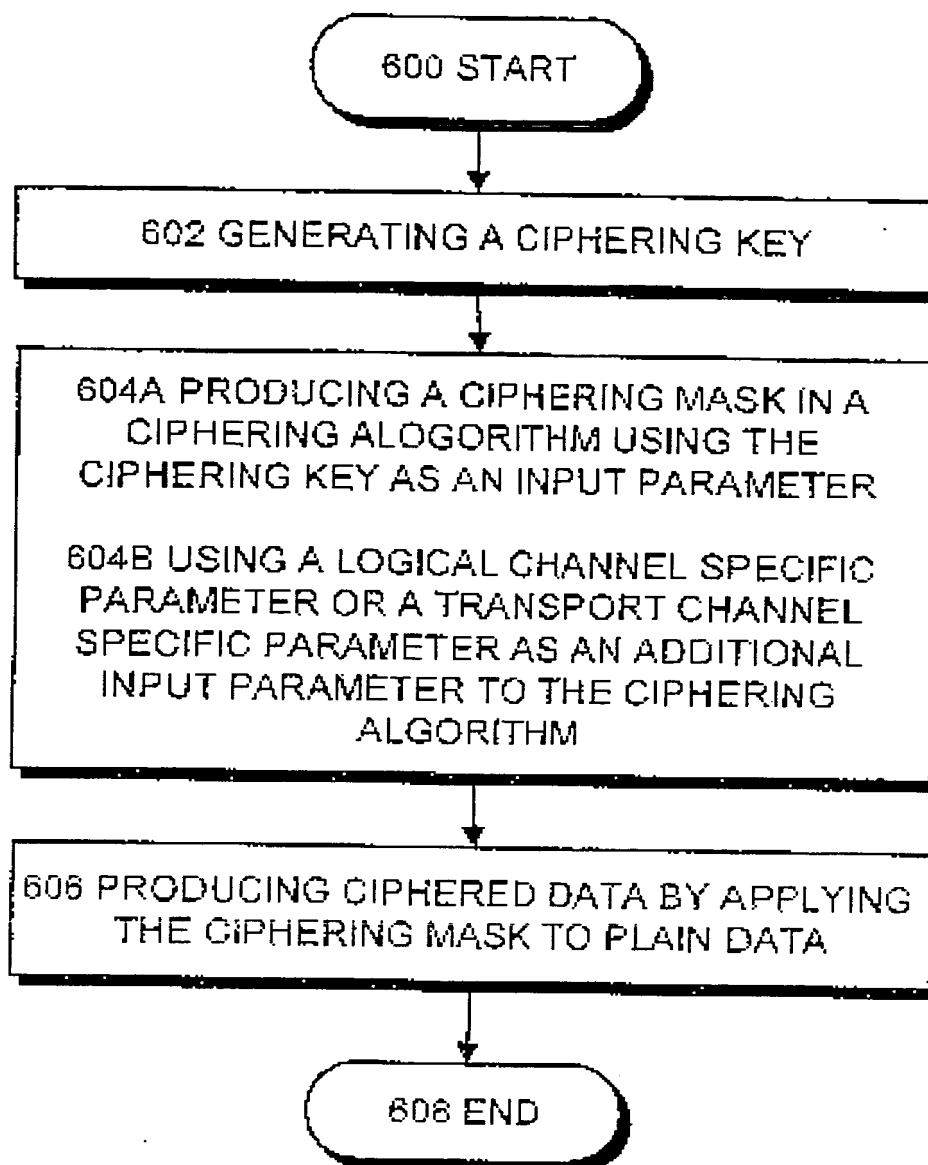 600 START
602 GENERATING A CIPHERING KEY
604A PRODUCING A CIPHERING MASK IN A
CIPHERING ALOGORITHM USING THE
CIPHERING KEY AS AN INPUT PARAMETER
604B USING A LOGICAL CHANNEL SPECIFIC
PARAMETER OR A TRANSPORT CHANNEL
SPECIFIC PARAMETER AS AN ADDITIONAL
INPUT PARAMETER TO THE CIPHERING
ALGORITHM
606 PRODUCING CIPHERED DATA BY APPLYING
THE CIPHERING MASK TO PLAIN DATA
608 END